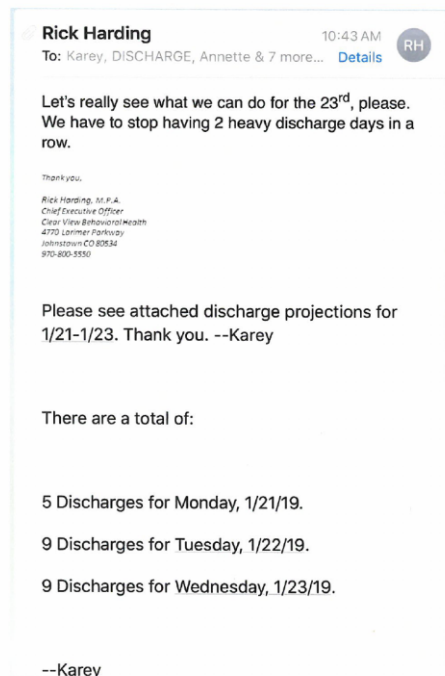 Rick Harding
10:43 AM
RH
To: Karey, DISCHARGE, Annette & 7 more...
Details
Let's really see what we can do for the 23rd, please.
We have to stop having 2 heavy discharge days in a
row.
Thank you,
Rick Harding, M.P.A.
Chief Executive Officer
Clear View Behavioral Health
4770 Larimer Parkway
Johnstown CO 80534
970-800-5550
Please see attached discharge projections for
1/21-1/23. Thank you. --Karey
There are a total of:
5 Discharges for Monday, 1/21/19.
9 Discharges for Tuesday, 1/22/19.
9 Discharges for Wednesday, 1/23/19.
--Karey